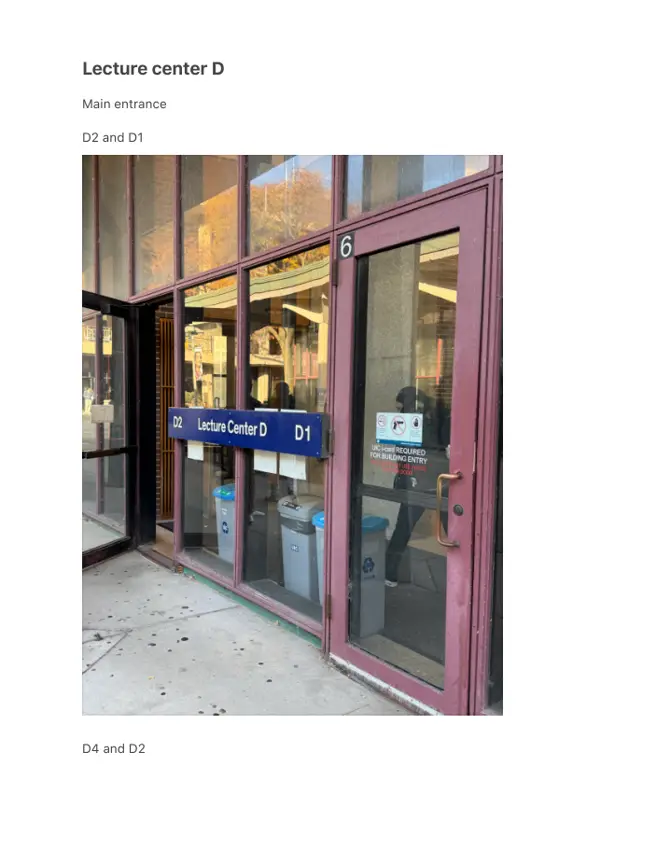 Lecture center D
Main entrance
D2 and D1
6
D2 Lecture Center D D1
UIC i-card REQUIRED
FOR BUILDING ENTRY
D4 and D2